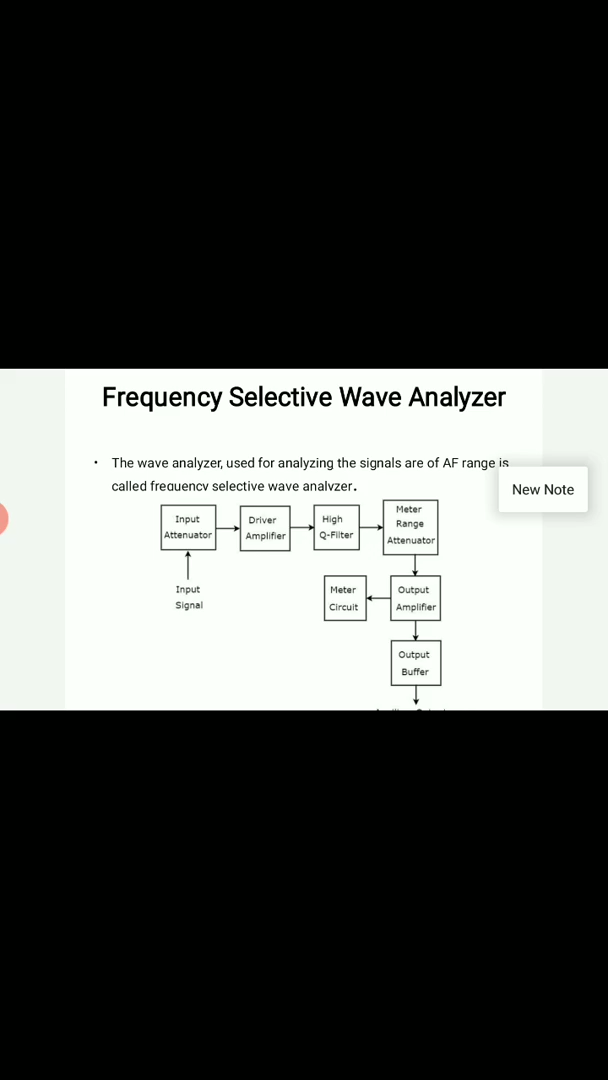 Frequency Selective Wave Analyzer
• The wave analyzer, used for analyzing the signals are of AF range is
called frequency selective wave analyzer.
New Note
Input
Attenuator
Driver
Amplifier
High
Q-Filter
Meter
Range
Attenuator
Input
Signal
Meter
Circuit
Output
Amplifier
Output
Buffer